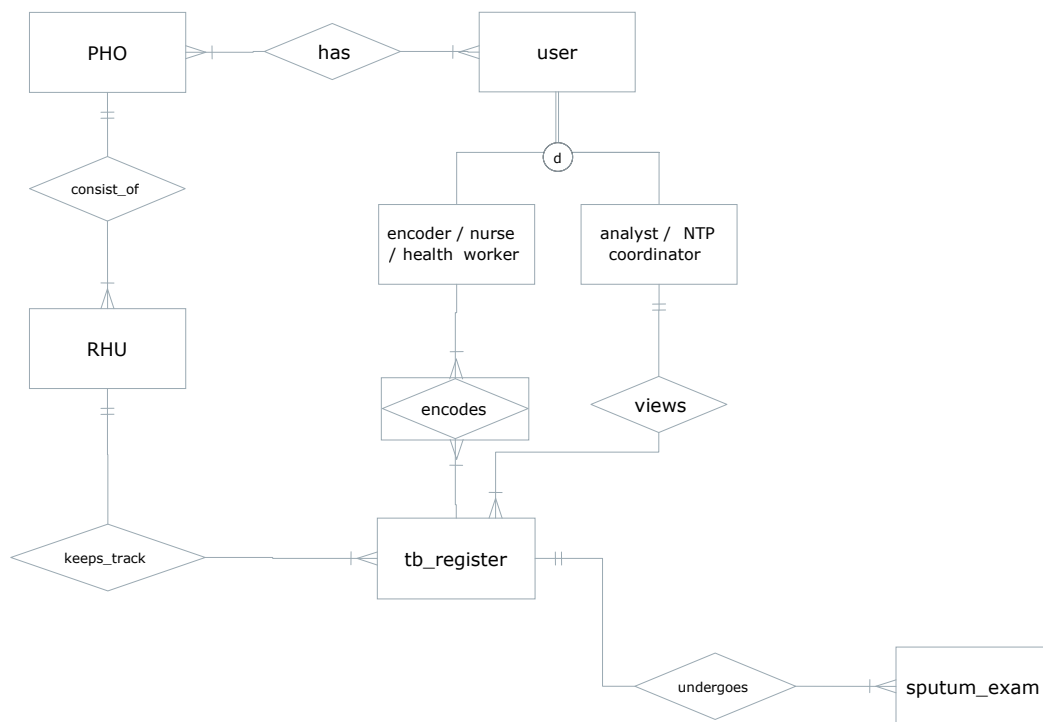 PHO
has
user
d
consist_of
encoder / nurse
/ health worker
analyst / NTP
coordinator
RHU
encodes
views
keeps_track
tb_register
undergoes
sputum_exam